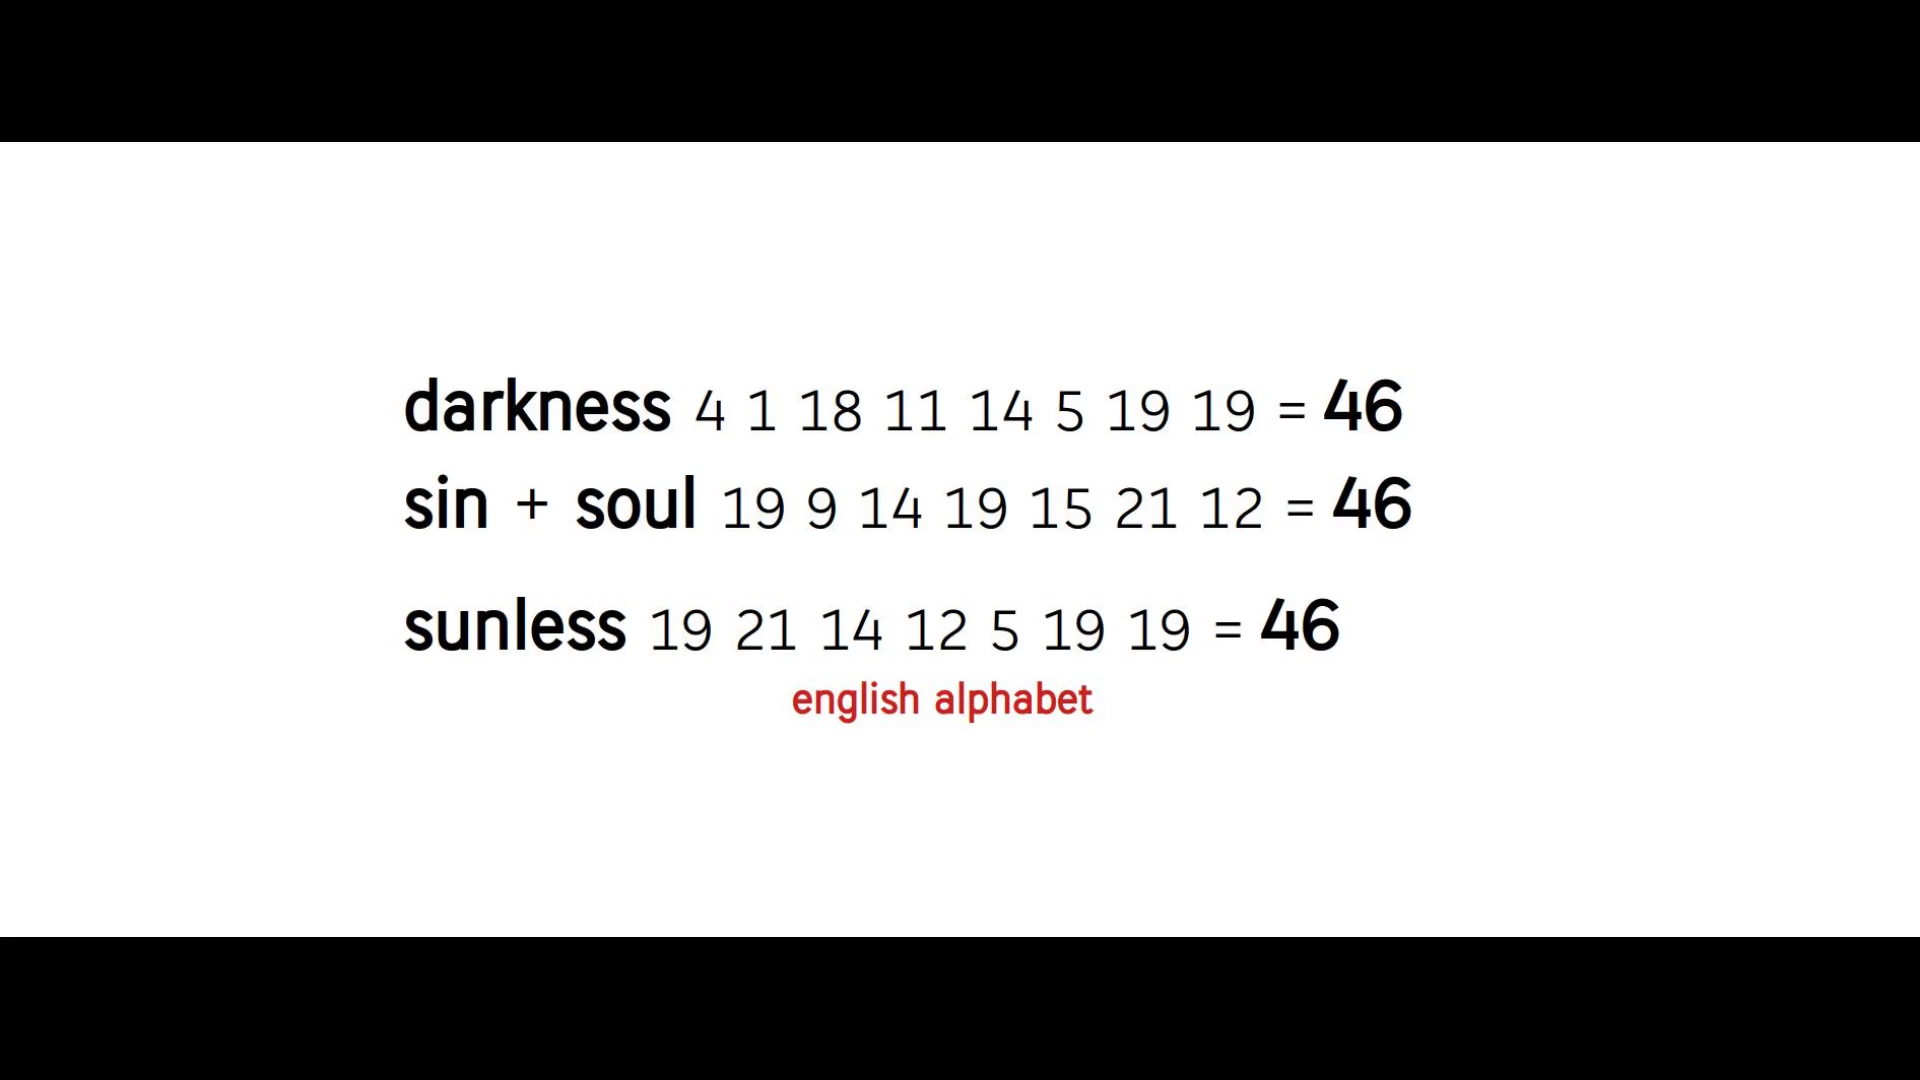 darkness 4 1 18 11 14 5 19 19 = 46
sin + soul 19 9 14 19 15 21 12 = 46
sunless 19 21 14 12 5 19 19 = 46
english alphabet